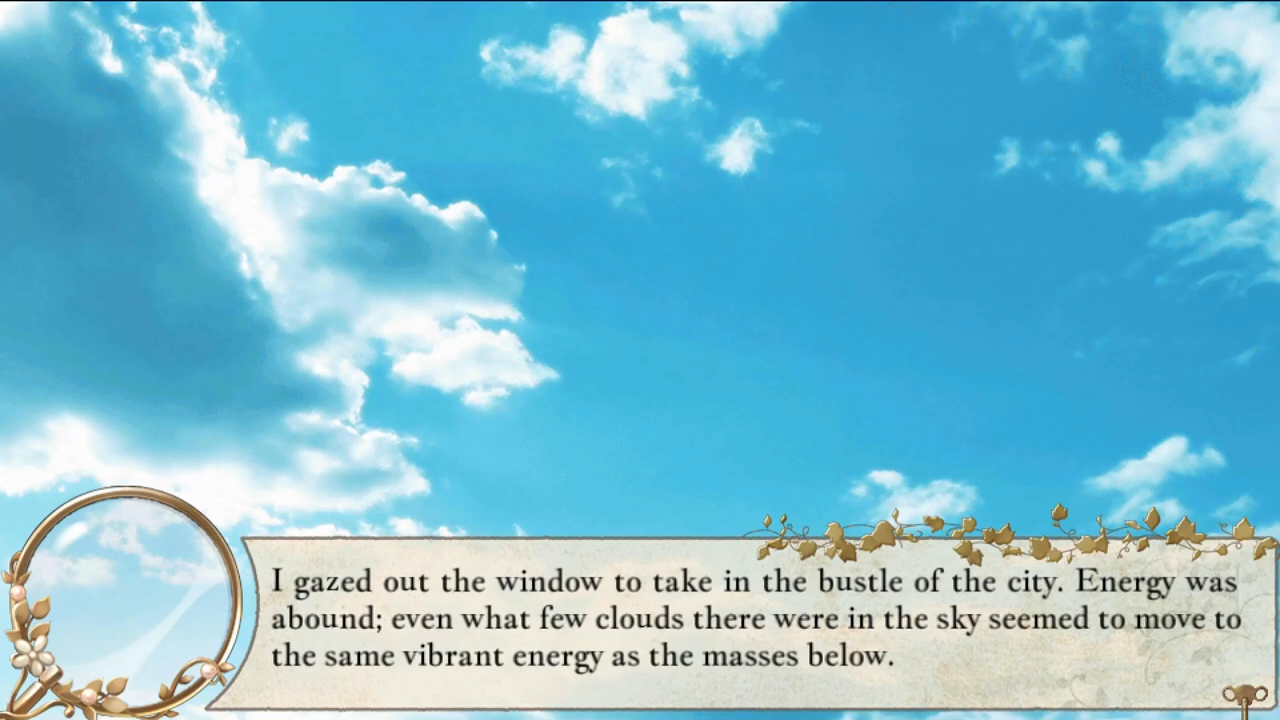 I gazed out the window to take in the bustle of the city. Energy was
abound; even what few clouds there were in the sky seemed to move to
the same vibrant energy as the masses below.